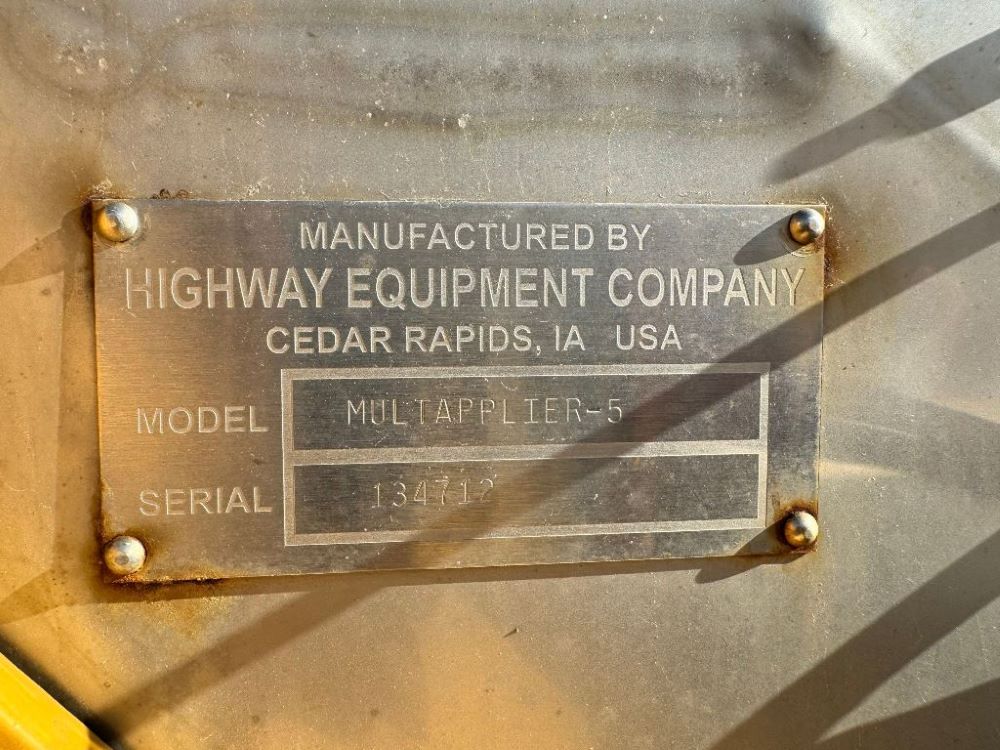 MANUFACTURED BY
HIGHWAY EQUIPMENT COMPANY
CEDAR RAPIDS, IA USA
MODEL MULTAPPLIER-5
SERIAL 134712